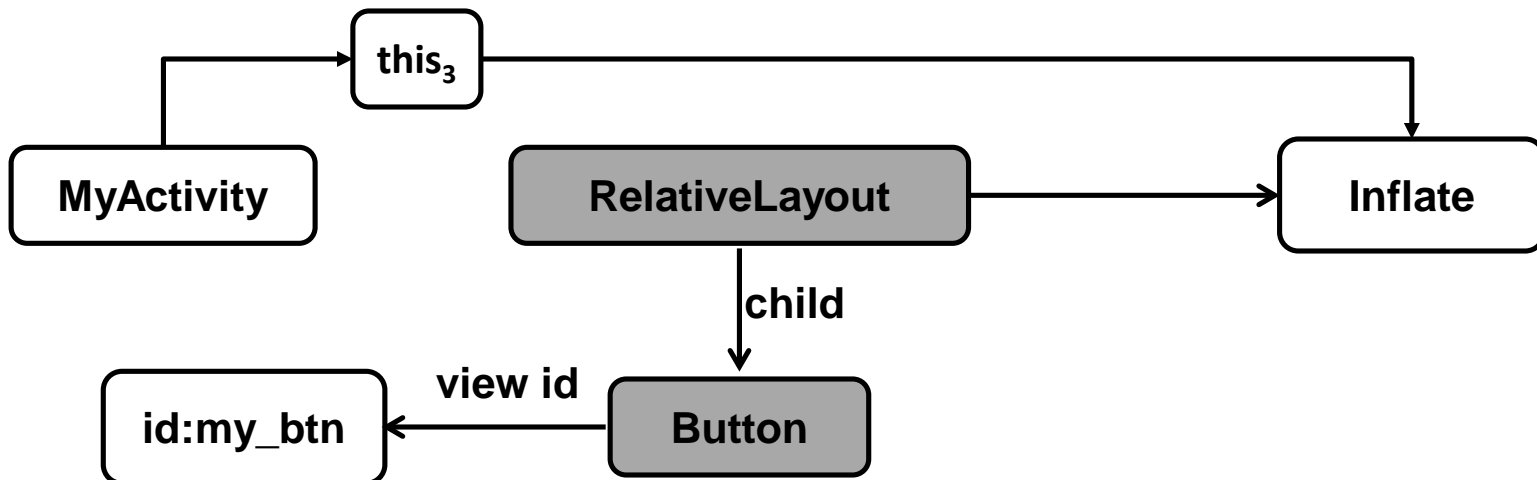 this₃
MyActivity
RelativeLayout
Inflate
child
view id
id:my_btn
Button